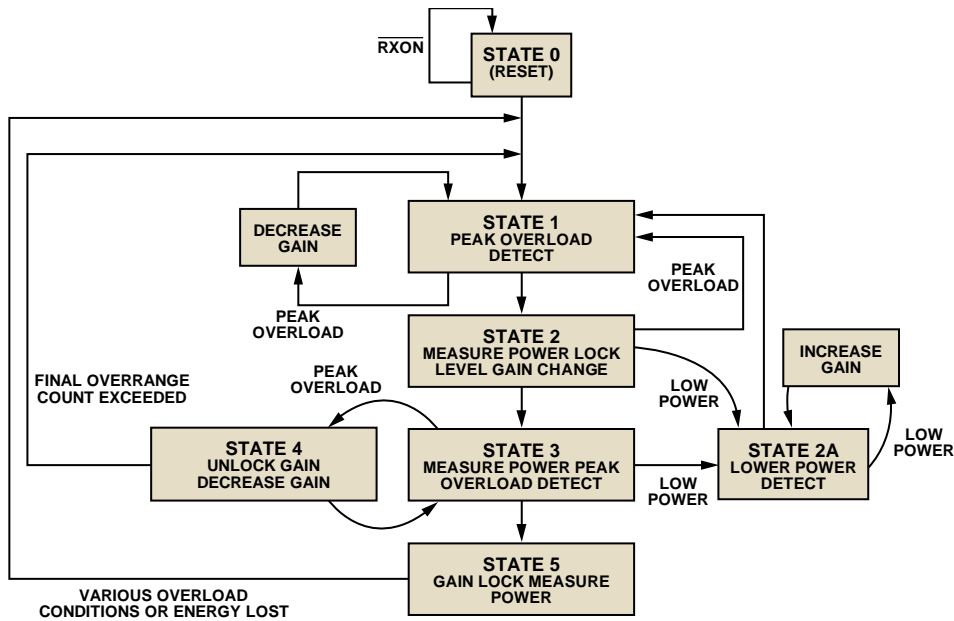 RXON
STATE 0
(RESET)
DECREASE
GAIN
STATE 1
PEAK OVERLOAD
DETECT
PEAK
OVERLOAD
PEAK
OVERLOAD
STATE 2
MEASURE POWER LOCK
LEVEL GAIN CHANGE
INCREASE
GAIN
FINAL OVERRANGE
COUNT EXCEEDED
PEAK
OVERLOAD
LOW
POWER
STATE 4
UNLOCK GAIN
DECREASE GAIN
STATE 3
MEASURE POWER PEAK
OVERLOAD DETECT
LOW
POWER
STATE 2A
LOWER POWER
DETECT
LOW
POWER
STATE 5
GAIN LOCK MEASURE
POWER
VARIOUS OVERLOAD
CONDITIONS OR ENERGY LOST